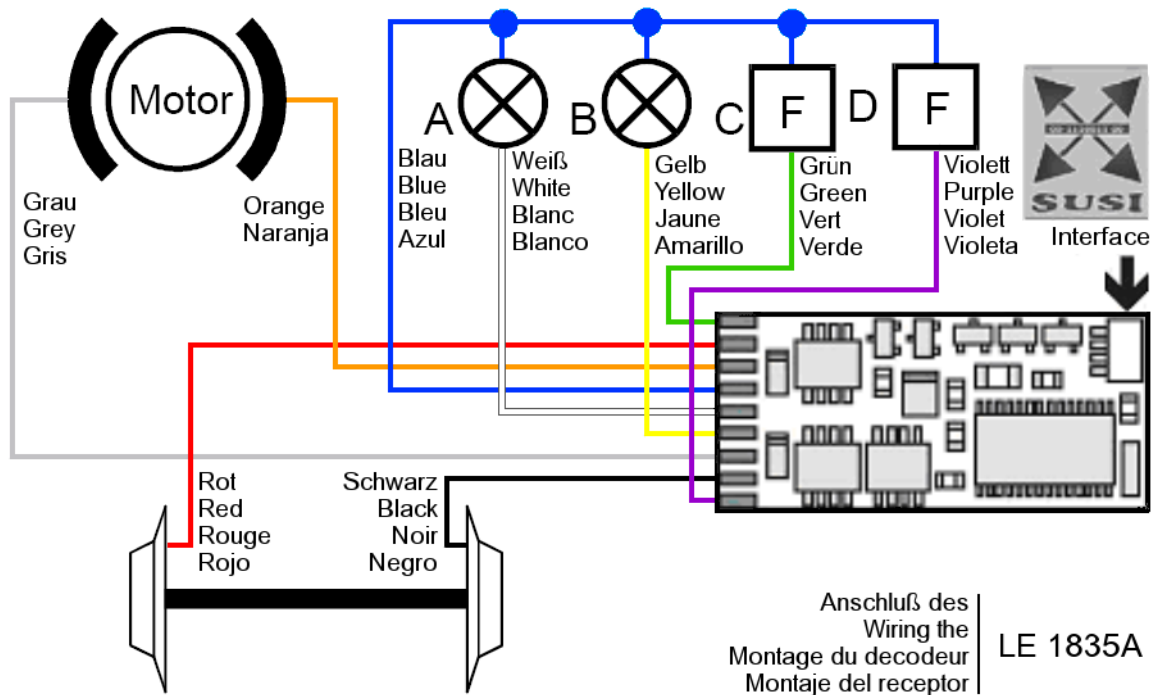 Motor
A
B
C
F
D
F
Grau
Grey
Gris
Orange
Naranja
Blau
Blue
Bleu
Azul
Weiß
White
Blanc
Blanco
Gelb
Yellow
Jaune
Amarillo
Grün
Green
Vert
Verde
Violett
Purple
Violet
Violeta
SUSI
Interface
Rot
Red
Rouge
Rojo
Schwarz
Black
Noir
Negro
Anschluß des
Wiring the
Montage du decodeur
Montaje del receptor
LE 1835A